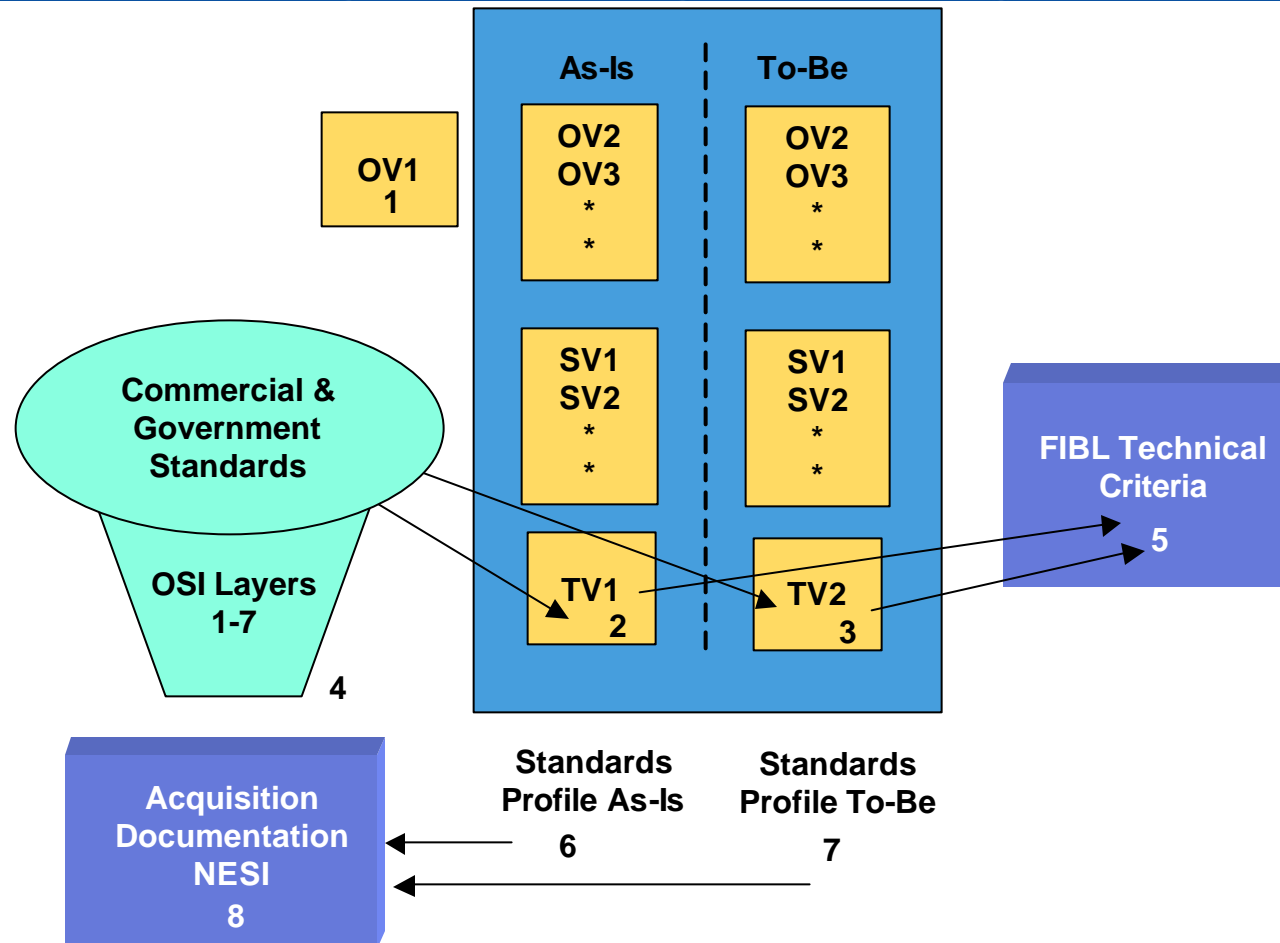 As-Is
To-Be
OV1
1
OV2
OV3
*
*
OV2
OV3
*
*
Commercial &
Government
Standards
OSI Layers
1-7
4
SV1
SV2
*
*
SV1
SV2
*
*
FIBL Technical
Criteria
5
TV1
2
TV2
3
Standards
Profile As-Is
6
Standards
Profile To-Be
7
Acquisition
Documentation
NESI
8